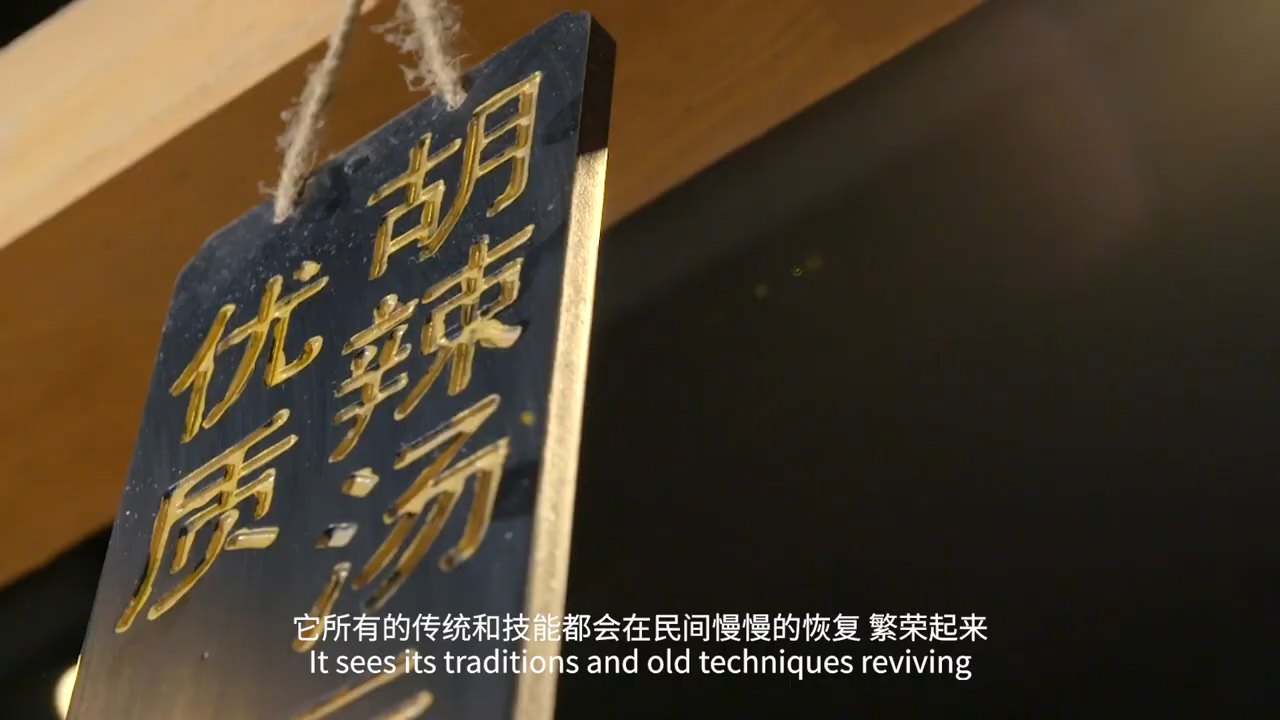 胡辣汤
优质
它所有的传统和技能都会在民间慢慢的恢复 繁荣起来
It sees its traditions and old techniques reviving